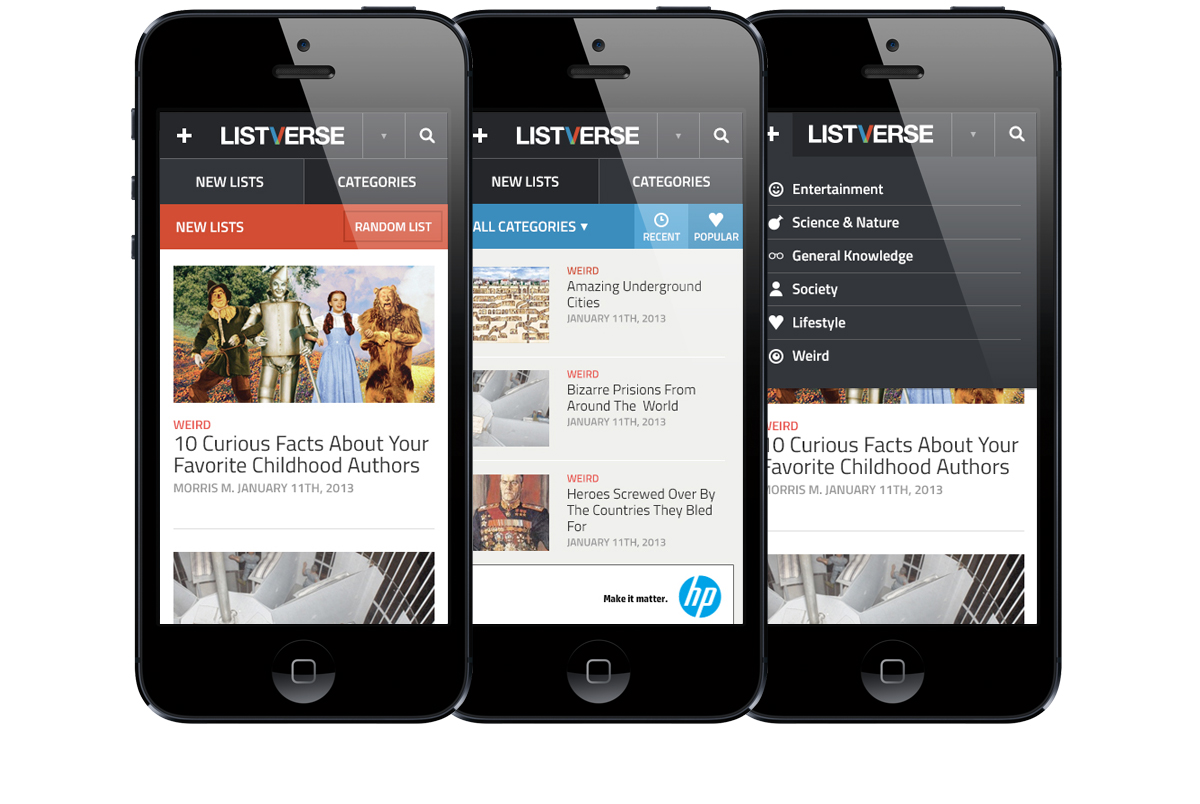 LISTVERSE
NEW LISTS
CATEGORIES
NEW LISTS
RANDOM LIST
WEIRD
10 Curious Facts About Your
Favorite Childhood Authors
MORRIS M. JANUARY 11TH, 2013
LISTVERSE
NEW LISTS
CATEGORIES
ALL CATEGORIES ▾
RECENT
POPULAR
WEIRD
Amazing Underground
Cities
JANUARY 11TH, 2013
WEIRD
Bizarre Prisions From
Around The World
JANUARY 11TH, 2013
WEIRD
Heroes Screwed Over By
The Countries They Bled
For
JANUARY 11TH, 2013
Make it matter.
hp
LISTVERSE
Entertainment
Science & Nature
General Knowledge
Society
Lifestyle
Weird
WEIRD
10 Curious Facts About Your
Favorite Childhood Authors
MORRIS M. JANUARY 11TH, 2013